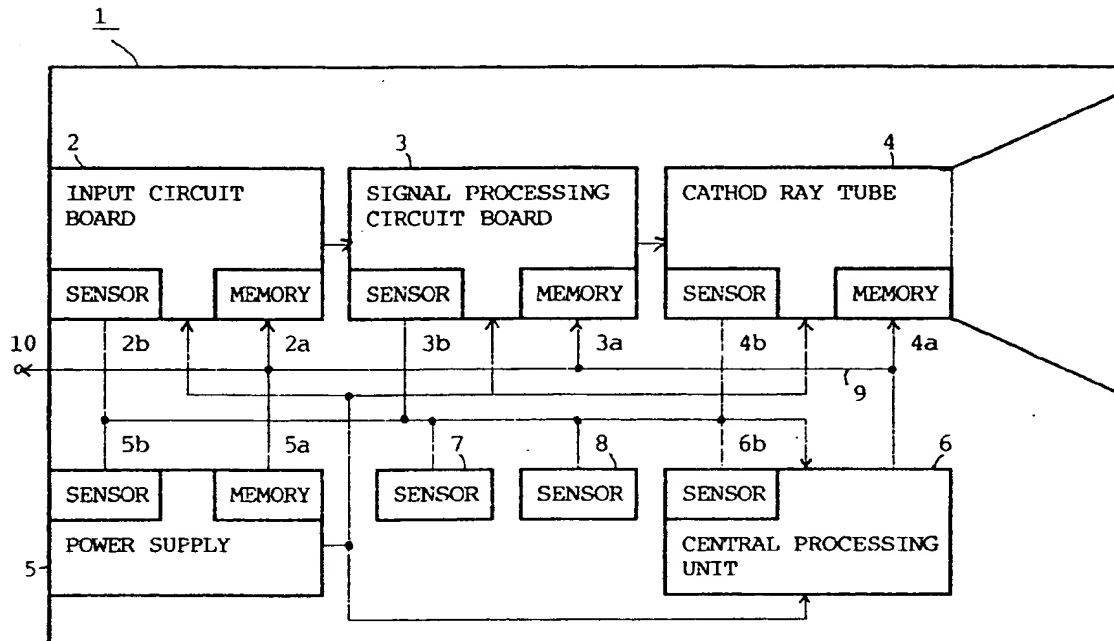 1
2
3
4
INPUT CIRCUIT
BOARD
SIGNAL PROCESSING
CIRCUIT BOARD
CATHOD RAY TUBE
SENSOR
MEMORY
SENSOR
MEMORY
SENSOR
MEMORY
10
2b
2a
3b
3a
4b
4a
9
5b
5a
7
8
6b
6
SENSOR
MEMORY
SENSOR
SENSOR
SENSOR
POWER SUPPLY
CENTRAL PROCESSING
UNIT
5